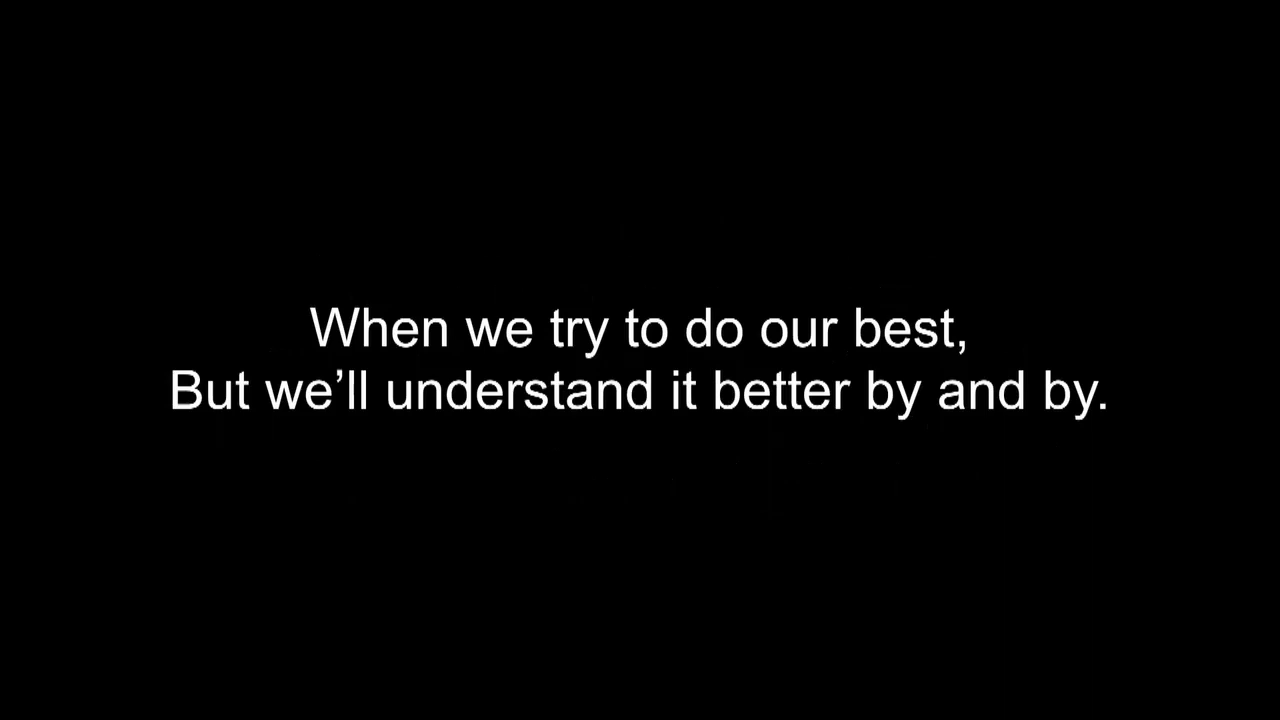 When we try to do our best,
But we’ll understand it better by and by.